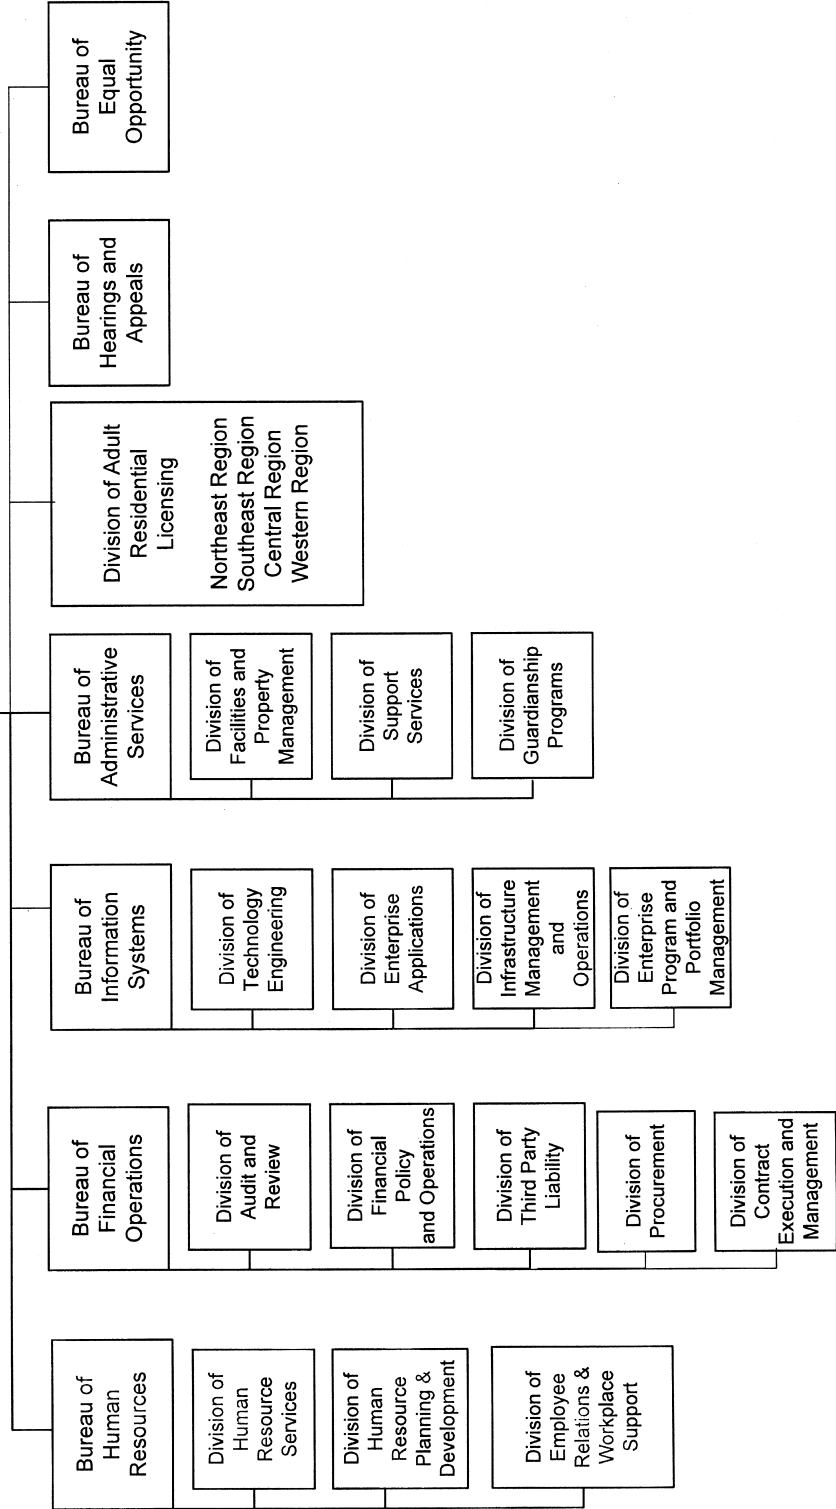 Bureau of
Human
Resources
Division of
Human
Resource
Services
Division of
Human
Resource
Planning &
Development
Division of
Employee
Relations &
Workplace
Support
Bureau of
Financial
Operations
Division of
Audit and
Review
Division of
Financial
Policy
and Operations
Division of
Third Party
Liability
Division of
Procurement
Division of
Contract
Execution and
Management
Bureau of
Information
Systems
Division of
Technology
Engineering
Division of
Enterprise
Applications
Division of
Infrastructure
Management
and
Operations
Division of
Enterprise
Program and
Portfolio
Management
Bureau of
Administrative
Services
Division of
Facilities and
Property
Management
Division of
Support
Services
Division of
Guardianship
Programs
Division of Adult
Residential
Licensing
Northeast Region
Southeast Region
Central Region
Western Region
Bureau of
Hearings and
Appeals
Bureau of
Equal
Opportunity